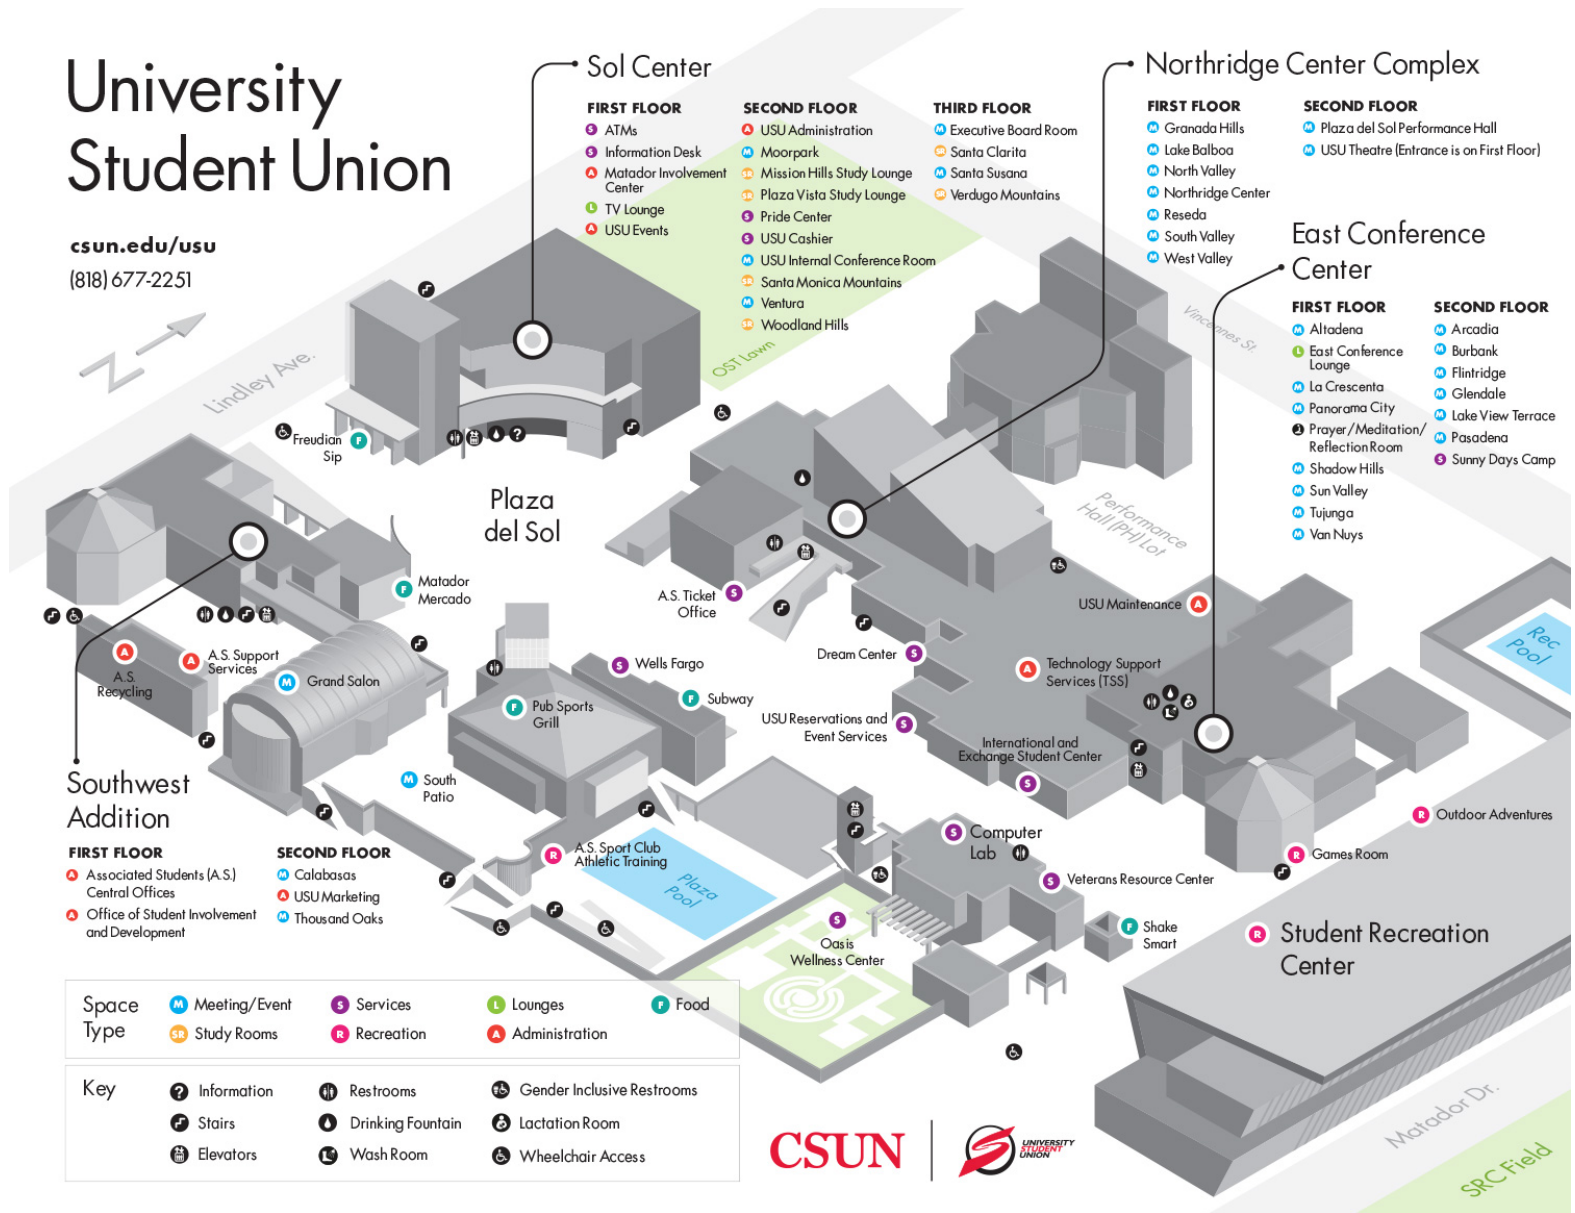 University
Student Union
csun.edu/usu
(818) 677-2251
Sol Center
FIRST FLOOR
S ATMs
S Information Desk
A Matador Involvement
Center
L TV Lounge
A USU Events
SECOND FLOOR
A USU Administration
M Moorpark
SR Mission Hills Study Lounge
SR Plaza Vista Study Lounge
S Pride Center
S USU Cashier
M USU Internal Conference Room
SR Santa Monica Mountains
M Ventura
SR Woodland Hills
THIRD FLOOR
M Executive Board Room
SR Santa Clarita
M Santa Susana
SR Verdugo Mountains
Northridge Center Complex
FIRST FLOOR
M Granada Hills
M Lake Balboa
M North Valley
M Northridge Center
M Reseda
M South Valley
M West Valley
SECOND FLOOR
M Plaza del Sol Performance Hall
M USU Theatre (Entrance is on First Floor)
East Conference
Center
FIRST FLOOR
M Altadena
L East Conference
Lounge
M La Crescenta
M Panorama City
Prayer/Meditation/
Reflection Room
M Shadow Hills
M Sun Valley
M Tujunga
M Van Nuys
SECOND FLOOR
M Arcadia
M Burbank
M Flintridge
M Glendale
M Lake View Terrace
M Pasadena
S Sunny Days Camp
N
Lindley Ave.
OST Lawn
Vincennes St.
Freudian
Sip
F
?
Plaza
del Sol
Performance
Hall (PH) Lot
Rec
Pool
F
Matador
Mercado
A.S. Ticket
Office
S
USU Maintenance A
A
A.S.
Recycling
A
A.S. Support
Services
M Grand Salon
S Wells Fargo
F Subway
F Pub Sports
Grill
Dream Center S
A Technology Support
Services (TSS)
USU Reservations and
Event Services
S
International and
Exchange Student Center
S
M South
Patio
R
A.S. Sport Club
Athletic Training
Plaza
Pool
S Computer
Lab
S Veterans Resource Center
R Outdoor Adventures
R Games Room
S
Oasis
Wellness Center
F Shake
Smart
R Student Recreation
Center
Matador Dr.
SRC Field
Southwest
Addition
FIRST FLOOR
A Associated Students (A.S.)
Central Offices
A Office of Student Involvement
and Development
SECOND FLOOR
M Calabasas
A USU Marketing
M Thousand Oaks
Space
Type
M Meeting/Event
S Services
L Lounges
F Food
SR Study Rooms
R Recreation
A Administration
Key
? Information
Restrooms
Gender Inclusive Restrooms
Stairs
Drinking Fountain
Lactation Room
Elevators
Wash Room
Wheelchair Access
CSUN
UNIVERSITY
STUDENT
UNION